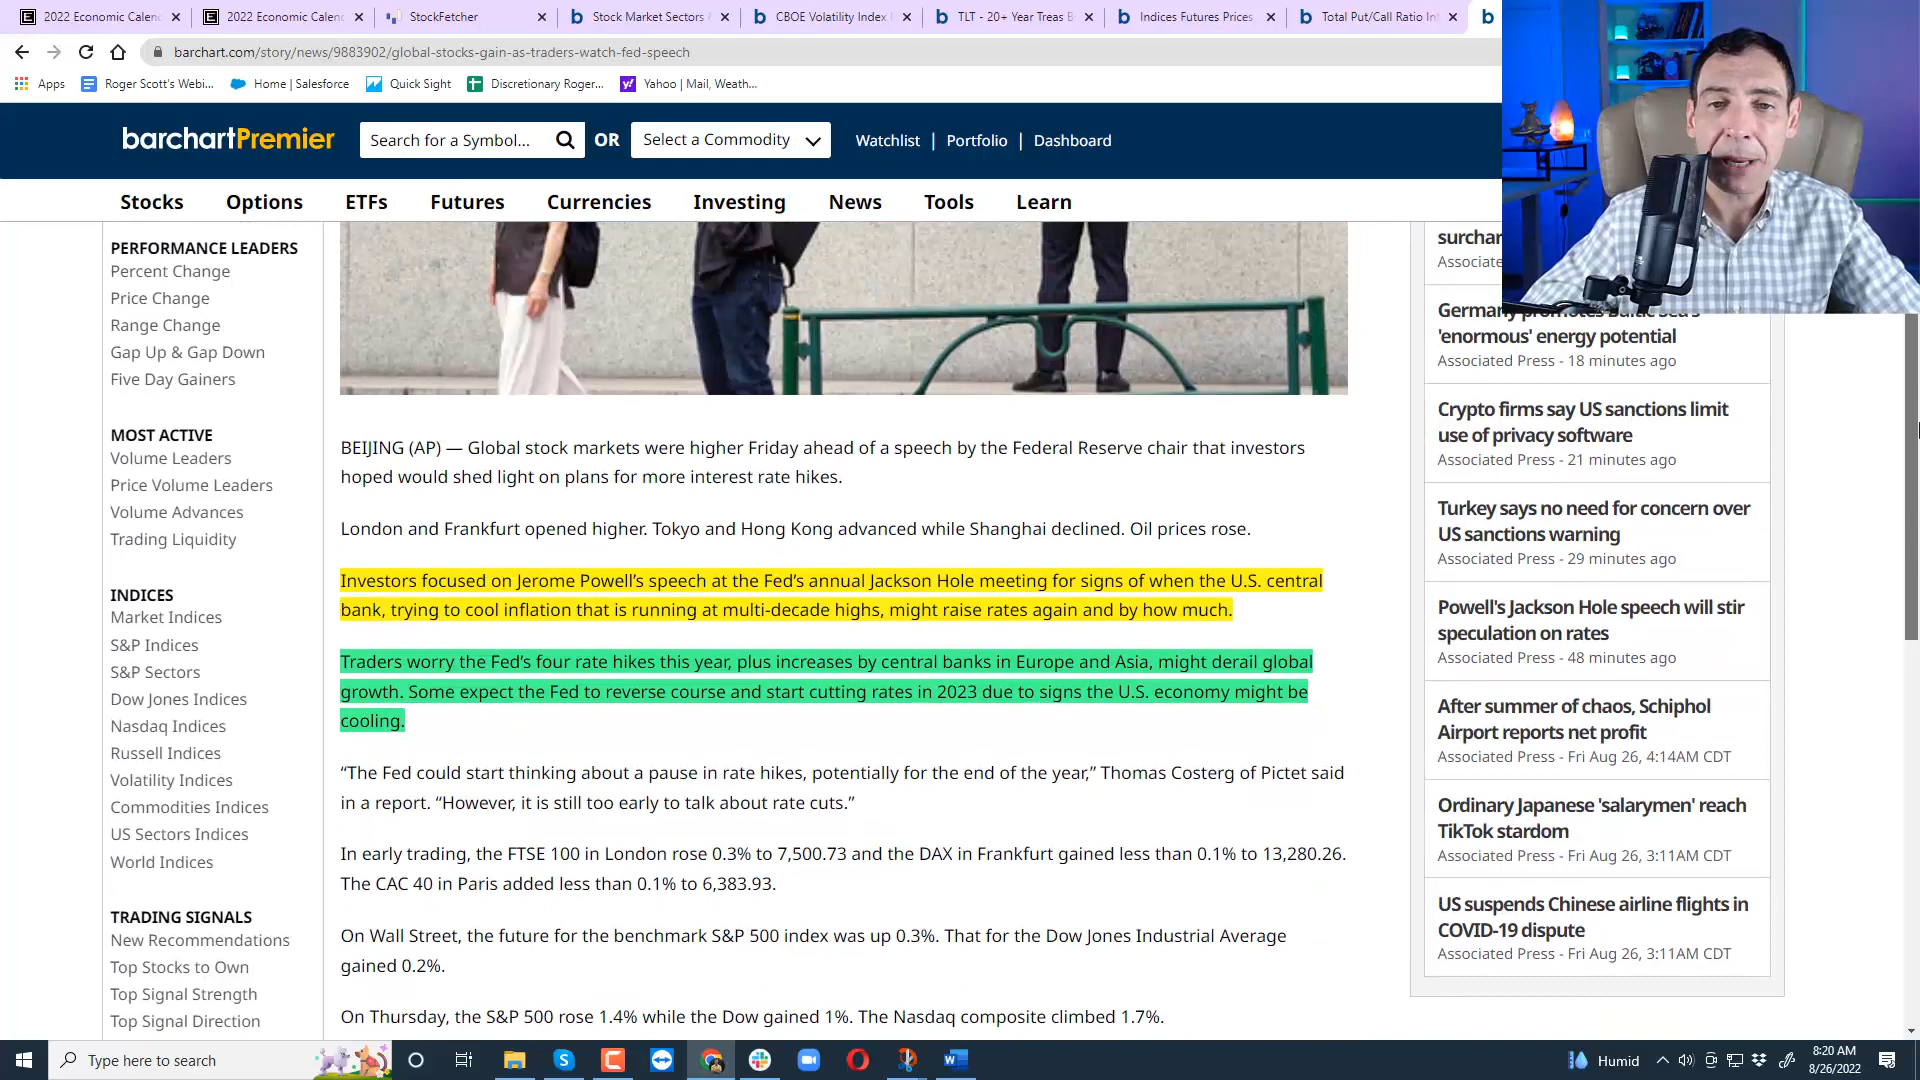 2022 Economic Calen
2022 Economic Calen
StockFetcher
Stock Market Sectors
CBOE Volatility Index
TLT - 20+ Year Treas B
Indices Futures Prices
Total Put/Call Ratio In
barchart.com/story/news/9883902/global-stocks-gain-as-traders-watch-fed-speech
Apps
Roger Scott's Webi...
Home | Salesforce
Quick Sight
Discretionary Roger...
Yahoo | Mail, Weath...
barchartPremier
Search for a Symbol...
OR
Select a Commodity
Watchlist | Portfolio | Dashboard
Stocks
Options
ETFs
Futures
Currencies
Investing
News
Tools
Learn
PERFORMANCE LEADERS
Percent Change
Price Change
Range Change
Gap Up & Gap Down
Five Day Gainers
MOST ACTIVE
Volume Leaders
Price Volume Leaders
Volume Advances
Trading Liquidity
INDICES
Market Indices
S&P Indices
S&P Sectors
Dow Jones Indices
Nasdaq Indices
Russell Indices
Volatility Indices
Commodities Indices
US Sectors Indices
World Indices
TRADING SIGNALS
New Recommendations
Top Stocks to Own
Top Signal Strength
Top Signal Direction
BEIJING (AP) — Global stock markets were higher Friday ahead of a speech by the Federal Reserve chair that investors
hoped would shed light on plans for more interest rate hikes.
London and Frankfurt opened higher. Tokyo and Hong Kong advanced while Shanghai declined. Oil prices rose.
Investors focused on Jerome Powell's speech at the Fed's annual Jackson Hole meeting for signs of when the U.S. central
bank, trying to cool inflation that is running at multi-decade highs, might raise rates again and by how much.
Traders worry the Fed's four rate hikes this year, plus increases by central banks in Europe and Asia, might derail global
growth. Some expect the Fed to reverse course and start cutting rates in 2023 due to signs the U.S. economy might be
cooling.
“The Fed could start thinking about a pause in rate hikes, potentially for the end of the year,” Thomas Costerg of Pictet said
in a report. “However, it is still too early to talk about rate cuts.”
In early trading, the FTSE 100 in London rose 0.3% to 7,500.73 and the DAX in Frankfurt gained less than 0.1% to 13,280.26.
The CAC 40 in Paris added less than 0.1% to 6,383.93.
On Wall Street, the future for the benchmark S&P 500 index was up 0.3%. That for the Dow Jones Industrial Average
gained 0.2%.
On Thursday, the S&P 500 rose 1.4% while the Dow gained 1%. The Nasdaq composite climbed 1.7%.
surchar
Associate
Germany promotes Baltic Sea's
'enormous' energy potential
Associated Press - 18 minutes ago
Crypto firms say US sanctions limit
use of privacy software
Associated Press - 21 minutes ago
Turkey says no need for concern over
US sanctions warning
Associated Press - 29 minutes ago
Powell's Jackson Hole speech will stir
speculation on rates
Associated Press - 48 minutes ago
After summer of chaos, Schiphol
Airport reports net profit
Associated Press - Fri Aug 26, 4:14AM CDT
Ordinary Japanese 'salarymen' reach
TikTok stardom
Associated Press - Fri Aug 26, 3:11AM CDT
US suspends Chinese airline flights in
COVID-19 dispute
Associated Press - Fri Aug 26, 3:11AM CDT
Type here to search
Humid
8:20 AM
8/26/2022